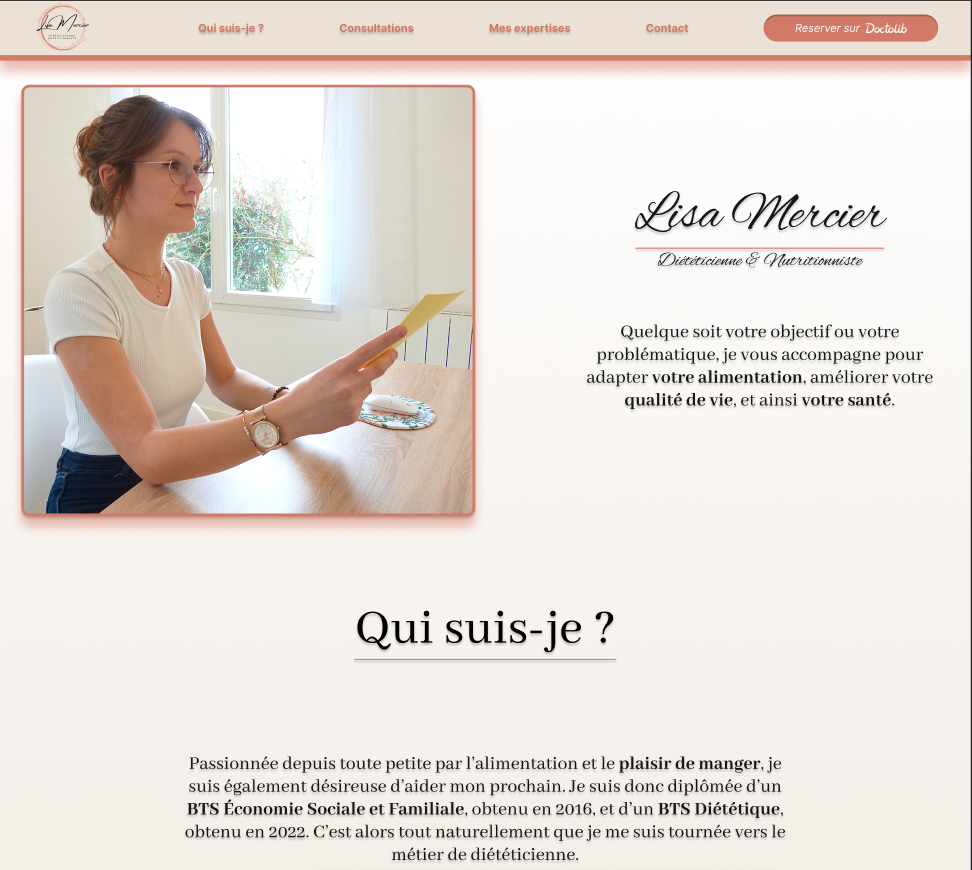 Lisa Mercier
Qui suis-je ?
Consultations
Mes expertises
Contact
Reserver sur Doctolib
Lisa Mercier
Diététicienne & Nutritionniste
Quelque soit votre objectif ou votre
problématique, je vous accompagne pour
adapter votre alimentation, améliorer votre
qualité de vie, et ainsi votre santé.
Qui suis-je ?
Passionnée depuis toute petite par l'alimentation et le plaisir de manger, je
suis également désireuse d'aider mon prochain. Je suis donc diplômée d'un
BTS Économie Sociale et Familiale, obtenu en 2016, et d'un BTS Diététique,
obtenu en 2022. C'est alors tout naturellement que je me suis tournée vers le
métier de diététicienne.